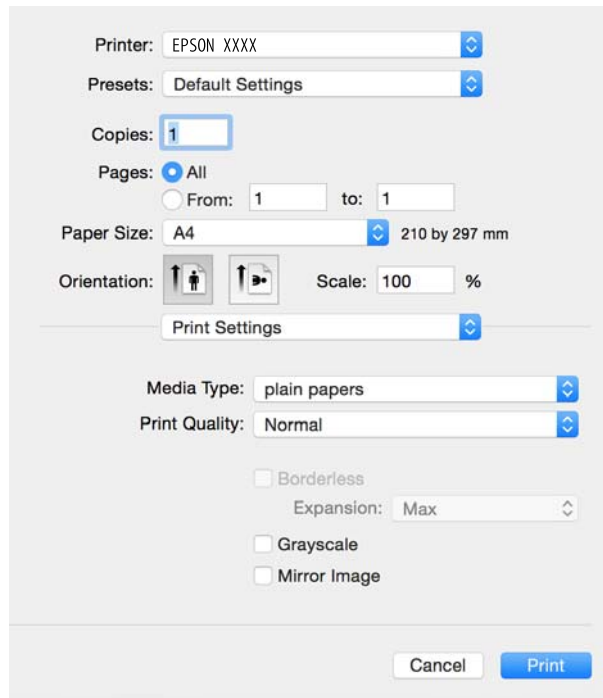 Printer: EPSON XXXX
Presets: Default Settings
Copies: 1
Pages: All
From: 1 to: 1
Paper Size: A4 210 by 297 mm
Orientation: Scale: 100 %
Print Settings
Media Type: plain papers
Print Quality: Normal
Borderless
Expansion: Max
Grayscale
Mirror Image
Cancel Print